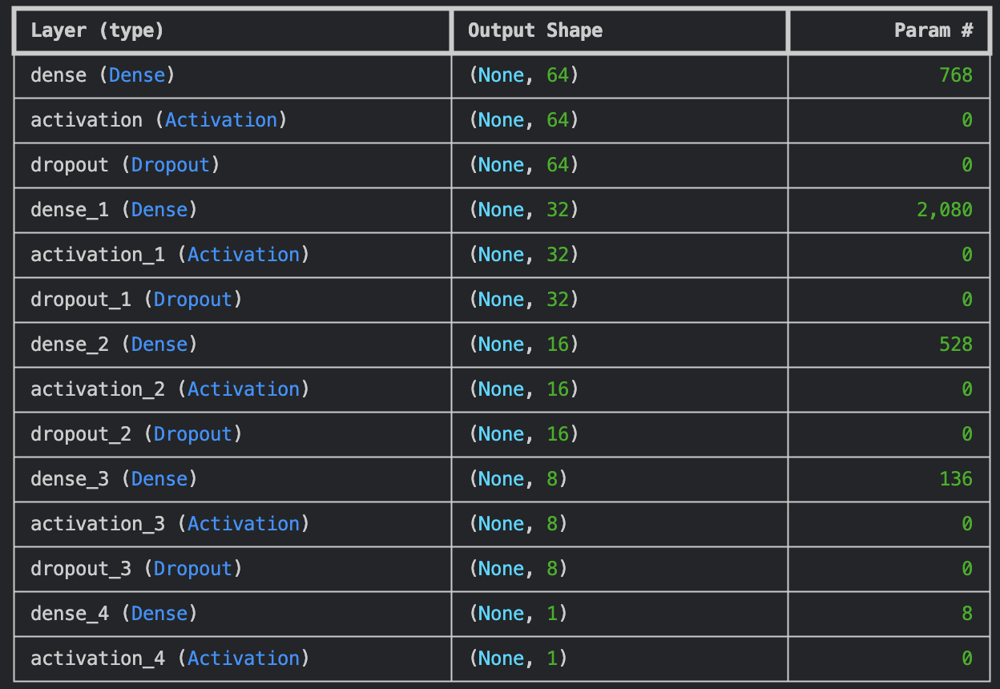 Layer (type) Output Shape Param #
dense (Dense) (None, 64) 768
activation (Activation) (None, 64) 0
dropout (Dropout) (None, 64) 0
dense_1 (Dense) (None, 32) 2,080
activation_1 (Activation) (None, 32) 0
dropout_1 (Dropout) (None, 32) 0
dense_2 (Dense) (None, 16) 528
activation_2 (Activation) (None, 16) 0
dropout_2 (Dropout) (None, 16) 0
dense_3 (Dense) (None, 8) 136
activation_3 (Activation) (None, 8) 0
dropout_3 (Dropout) (None, 8) 0
dense_4 (Dense) (None, 1) 8
activation_4 (Activation) (None, 1) 0